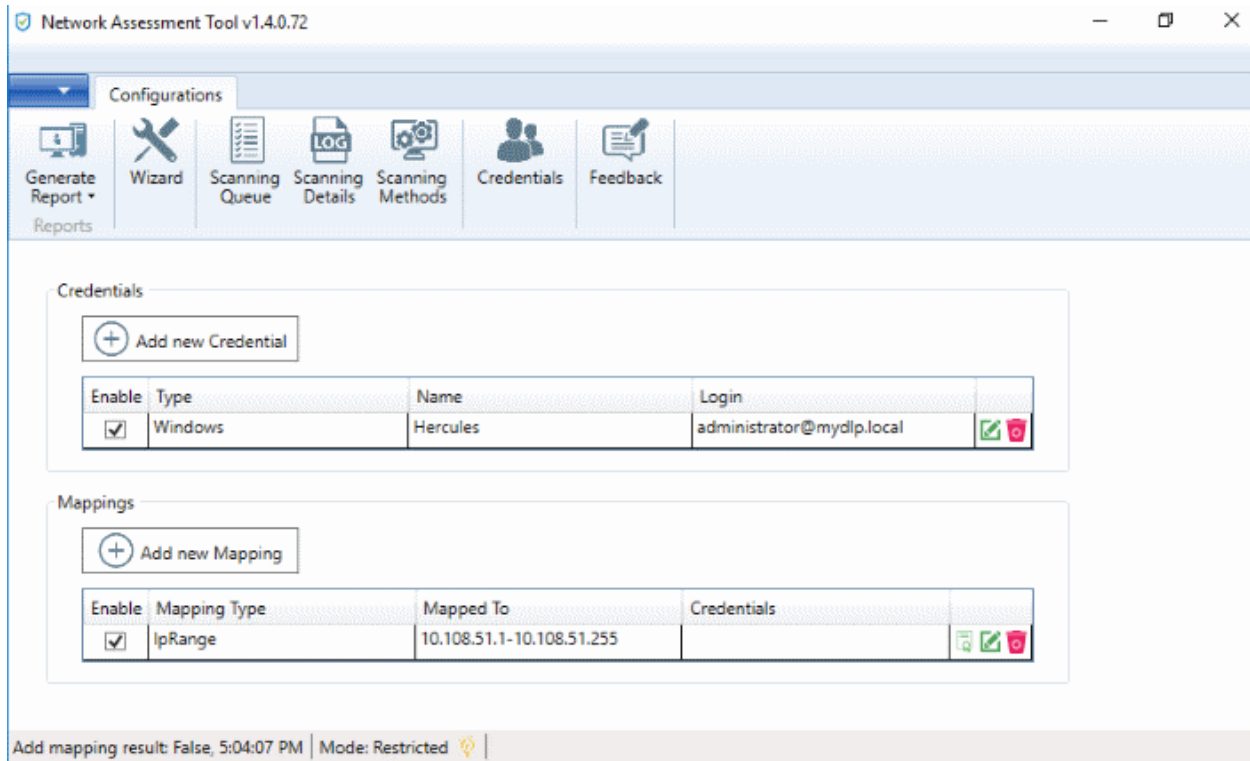 Network Assessment Tool v1.4.0.72
Configurations
Generate Report
Wizard
Scanning Queue
LOG
Scanning Details
Scanning Methods
Credentials
Feedback
Reports
Credentials
Add new Credential
Enable Type Name Login
Windows Hercules administrator@mydlp.local
Mappings
Add new Mapping
Enable Mapping Type Mapped To Credentials
IpRange 10.108.51.1-10.108.51.255
Add mapping result: False, 5:04:07 PM Mode: Restricted